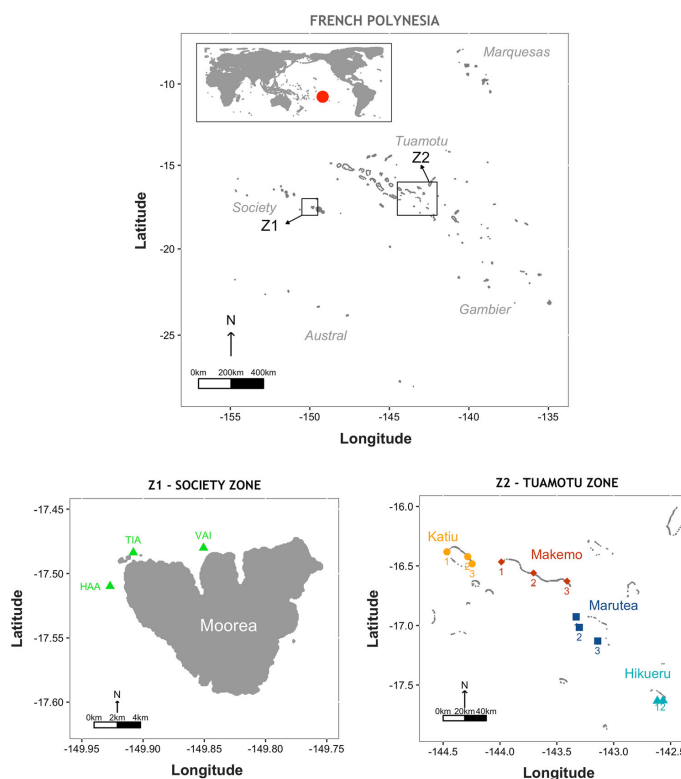 FRENCH POLYNESIA
Marquesas
-10
Tuamotu
Z2
-15
Society
Z1
Latitude
-20
Gambier
N
Austral
-25
0km 200km 400km
-155 -150 -145 -140 -135
Longitude
Z1 - SOCIETY ZONE
-17.45
TIA
VAI
-17.50
HAA
Moorea
Latitude
-17.55
-17.60
N
0km 2km 4km
-149.95 -149.90 -149.85 -149.80 -149.75
Longitude
Z2 - TUAMOTU ZONE
-16.0
Katiu
Makemo
1 2 3
1 2 3
-16.5
Marutea
Latitude
-17.0
2
3
Hikueru
-17.5
12
N
0km 20km 40km
-144.5 -144.0 -143.5 -143.0 -142.5
Longitude